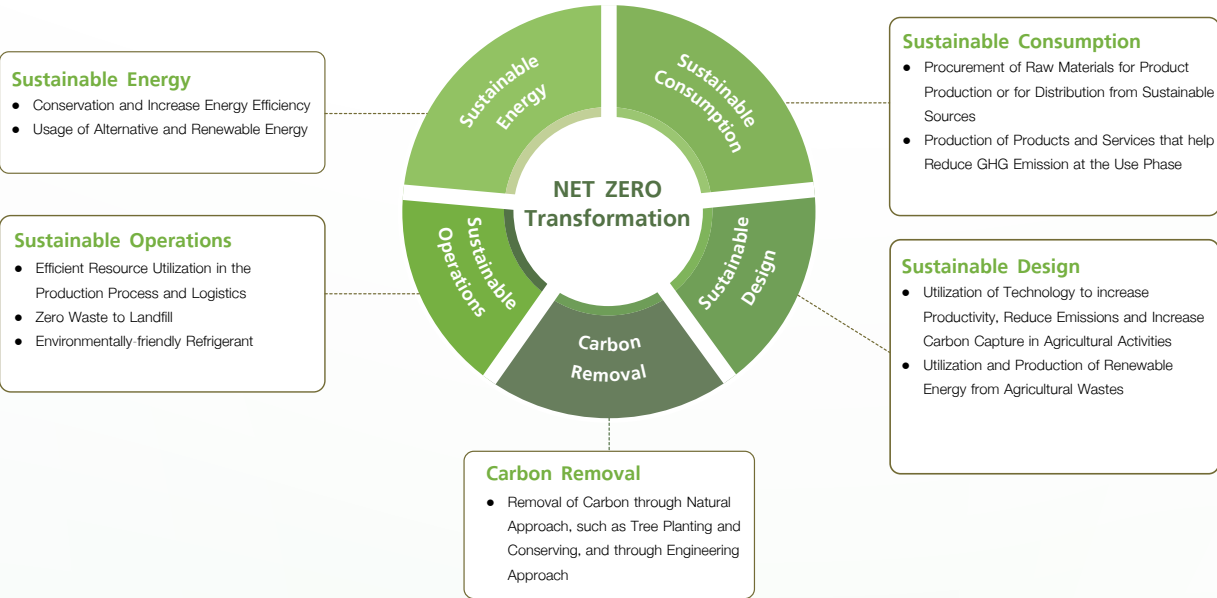 Sustainable Energy
● Conservation and Increase Energy Efficiency
● Usage of Alternative and Renewable Energy
Sustainable Operations
● Efficient Resource Utilization in the
Production Process and Logistics
● Zero Waste to Landfill
● Environmentally-friendly Refrigerant
Sustainable
Energy
Sustainable
Consumption
NET ZERO
Transformation
Sustainable
Operations
Sustainable
Design
Carbon
Removal
Sustainable Consumption
● Procurement of Raw Materials for Product
Production or for Distribution from Sustainable
Sources
● Production of Products and Services that help
Reduce GHG Emission at the Use Phase
Sustainable Design
● Utilization of Technology to increase
Productivity, Reduce Emissions and Increase
Carbon Capture in Agricultural Activities
● Utilization and Production of Renewable
Energy from Agricultural Wastes
Carbon Removal
● Removal of Carbon through Natural
Approach, such as Tree Planting and
Conserving, and through Engineering
Approach